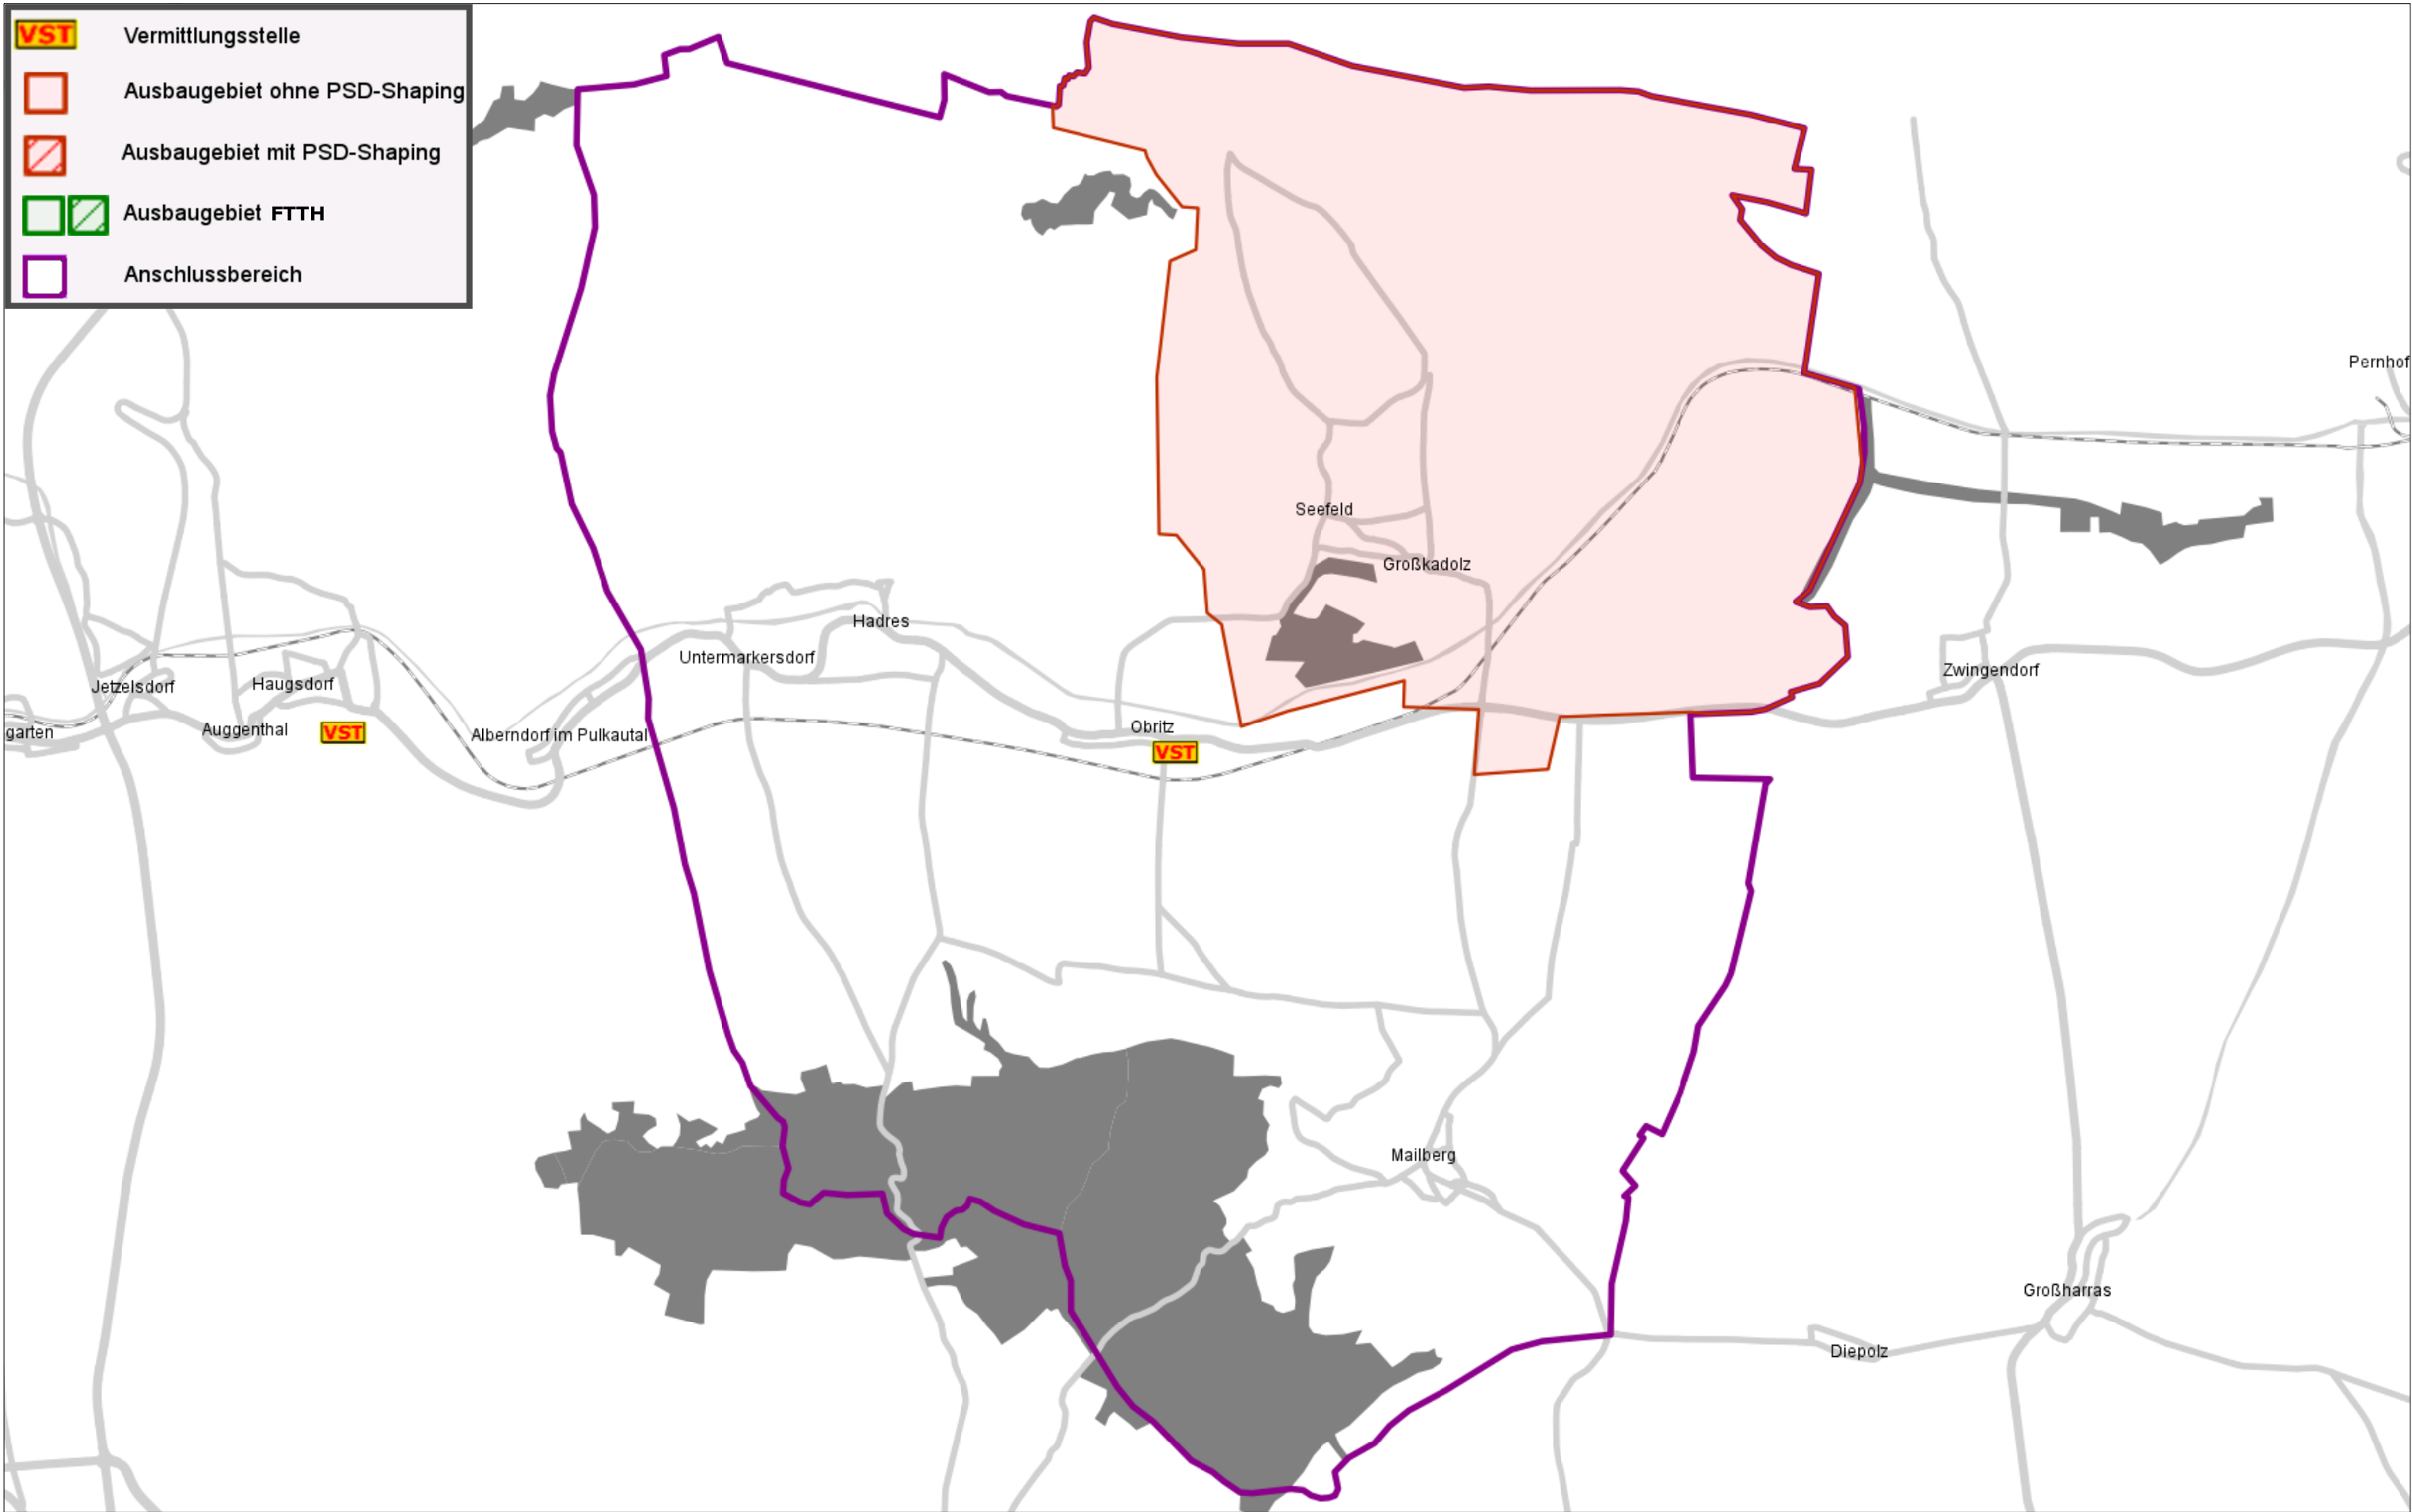 VST Vermittlungsstelle
Ausbaugebiet ohne PSD-Shaping
Ausbaugebiet mit PSD-Shaping
Ausbaugebiet FTTH
Anschlussbereich
Pernhof
Seefeld
Großkadolz
Hadres
Untermarkersdorf
Zwingendorf
Jetzelsdorf
Haugsdorf
garten
Auggenthal
VST
Alberndorf im Pulkautal
Obritz
VST
Mailberg
Großharras
Diepolz